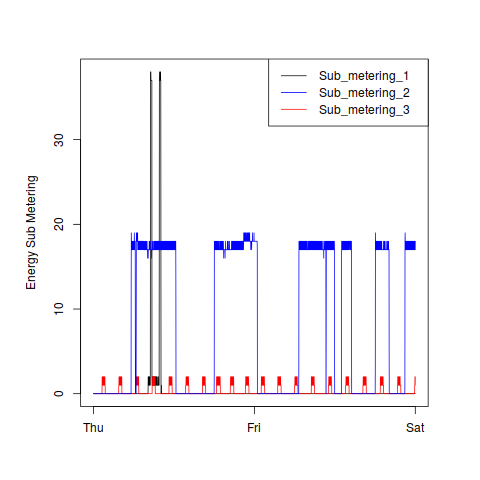 Sub_metering_1
Sub_metering_2
Sub_metering_3
Energy Sub Metering
30
20
10
0
Thu
Fri
Sat